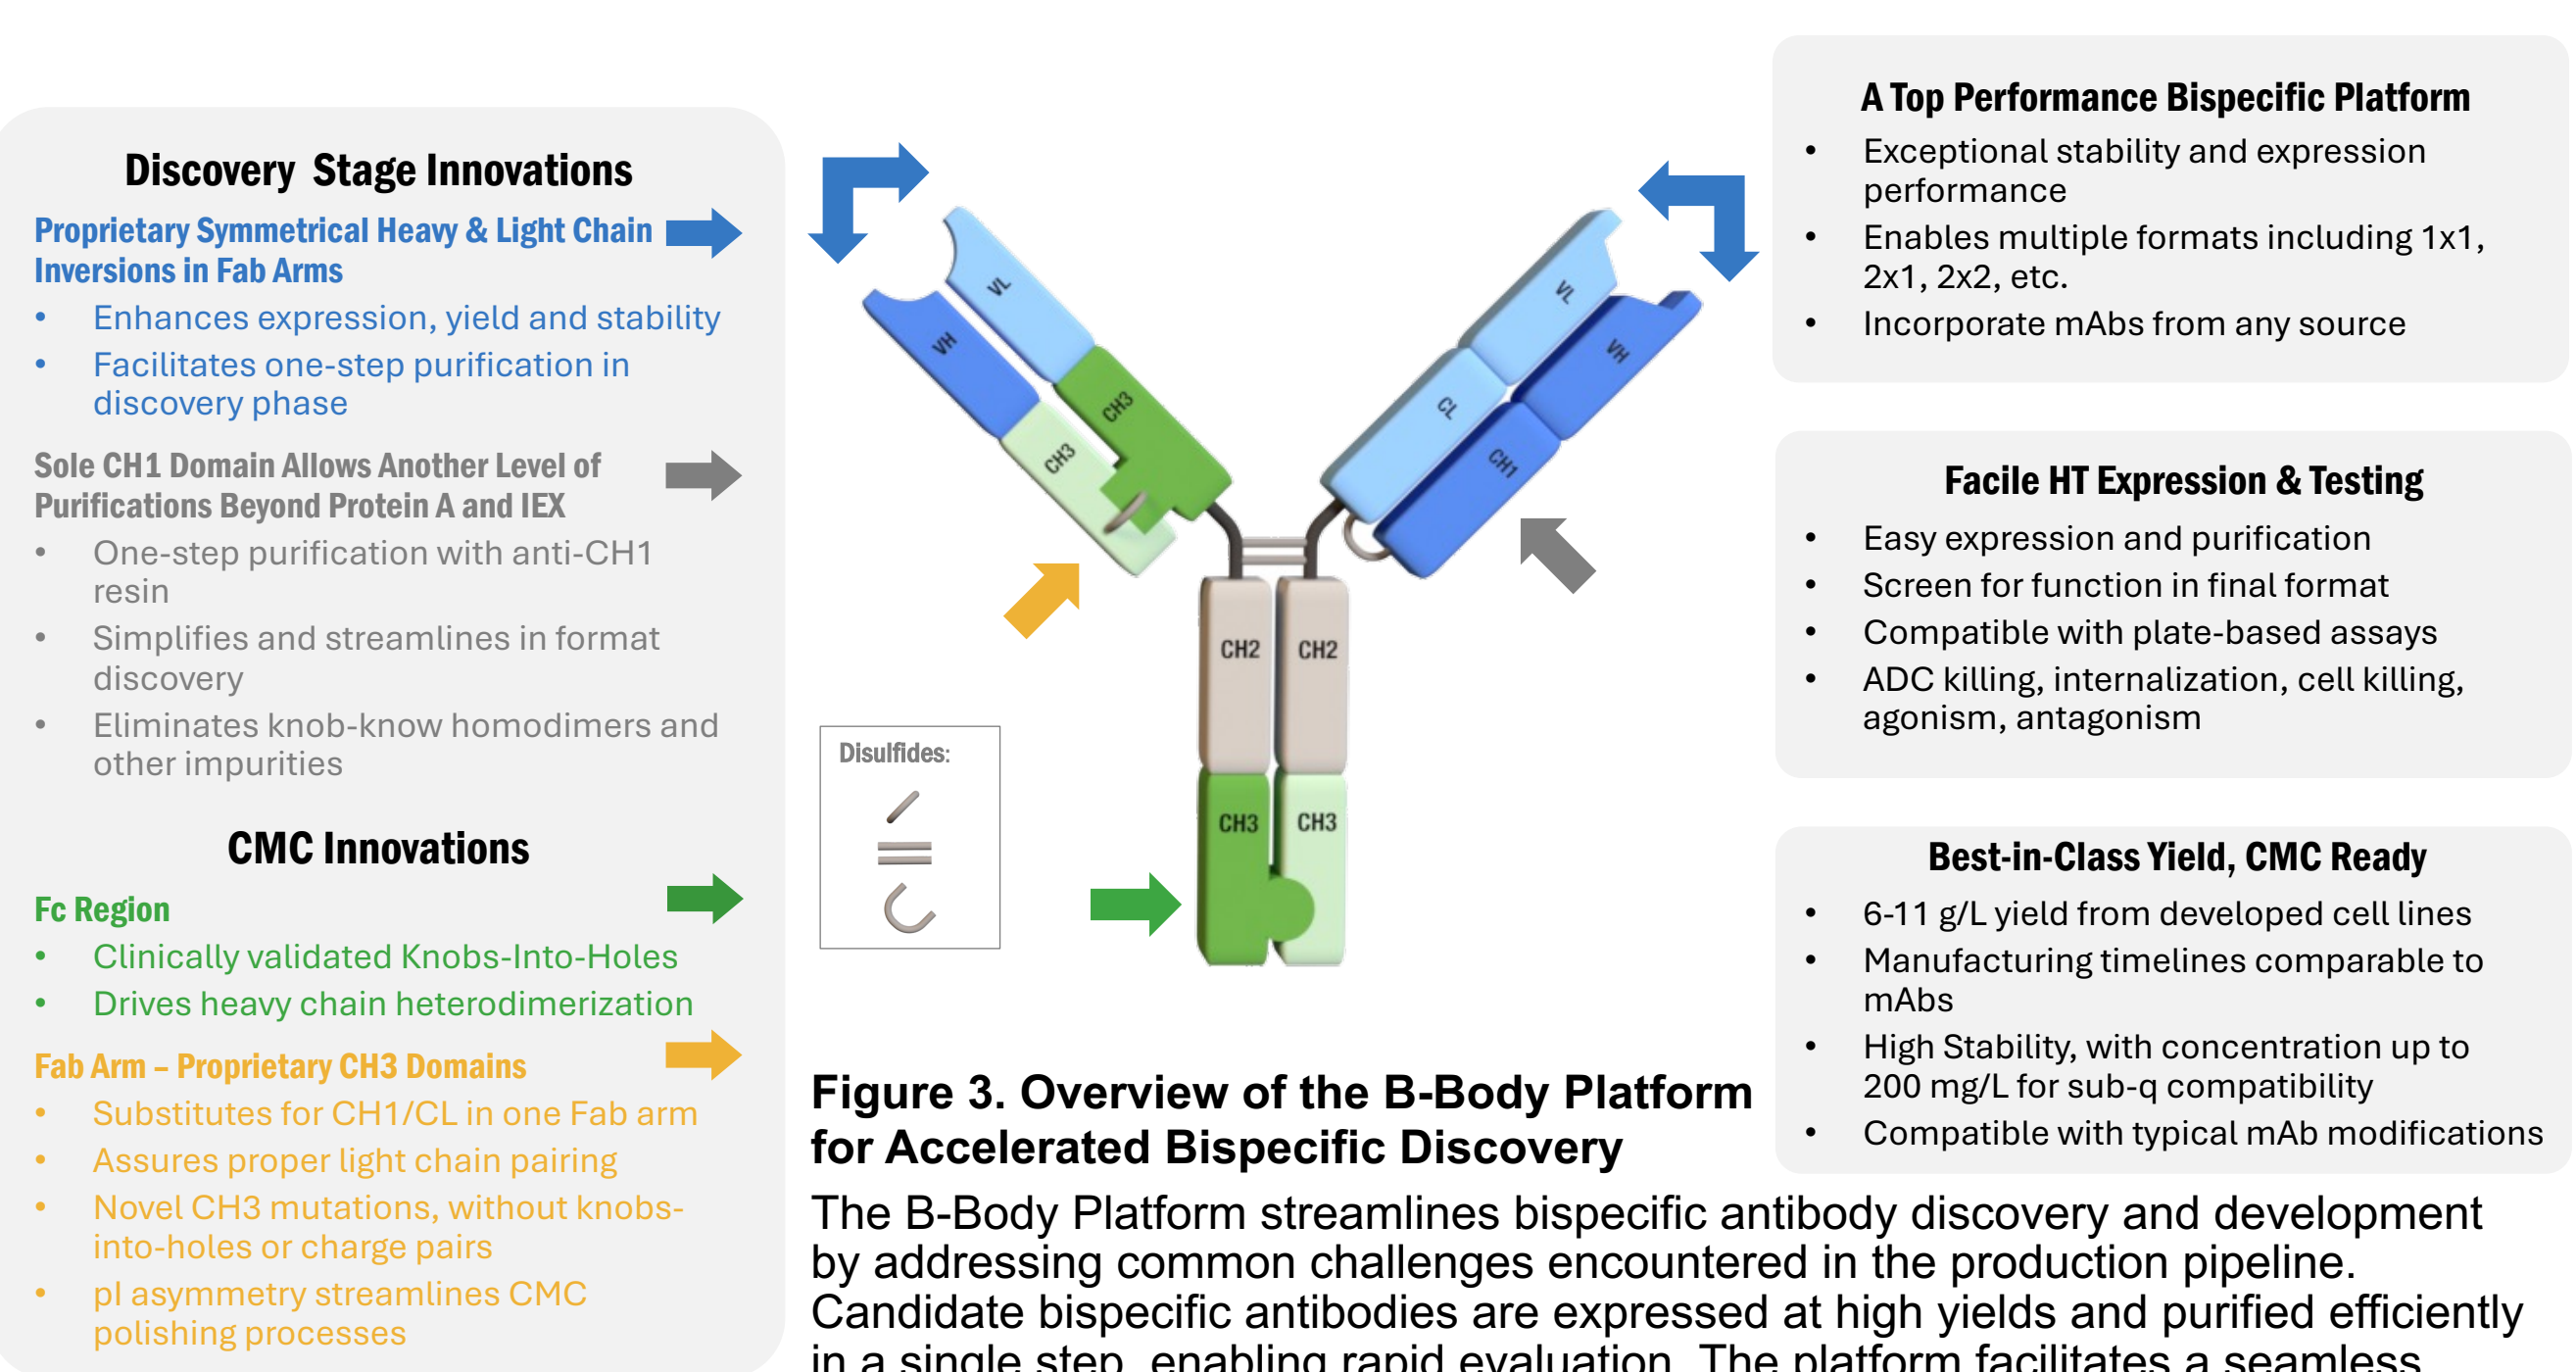 Discovery  Stage Innovations
Proprietary Symmetrical Heavy & Light Chain
Inversions in Fab Arms
• Enhances expression, yield and stability
• Facilitates one-step purification in
discovery phase
Sole CH1 Domain Allows Another Level of
Purifications Beyond Protein A and IEX
• One-step purification with anti-CH1
resin
• Simplifies and streamlines in format
discovery
• Eliminates knob-know homodimers and
other impurities
CMC Innovations
Fc Region
• Clinically validated Knobs-Into-Holes
• Drives heavy chain heterodimerization
Fab Arm – Proprietary CH3 Domains
• Substitutes for CH1/CL in one Fab arm
• Assures proper light chain pairing
• Novel CH3 mutations, without knobs-
into-holes or charge pairs
• pI asymmetry streamlines CMC
polishing processes
VL
VH
CH3
CH3
VL
VH
CL
CH1
CH2
CH2
CH3
CH3
Disulfides:
A Top Performance Bispecific Platform
• Exceptional stability and expression
performance
• Enables multiple formats including 1x1,
2x1, 2x2, etc.
• Incorporate mAbs from any source
Facile HT Expression & Testing
• Easy expression and purification
• Screen for function in final format
• Compatible with plate-based assays
• ADC killing, internalization, cell killing,
agonism, antagonism
Best-in-Class Yield, CMC Ready
• 6-11 g/L yield from developed cell lines
• Manufacturing timelines comparable to
mAbs
• High Stability, with concentration up to
200 mg/L for sub-q compatibility
• Compatible with typical mAb modifications
Figure 3. Overview of the B-Body Platform
for Accelerated Bispecific Discovery
The B-Body Platform streamlines bispecific antibody discovery and development
by addressing common challenges encountered in the production pipeline.
Candidate bispecific antibodies are expressed at high yields and purified efficiently
in a single step, enabling rapid evaluation. The platform facilitates a seamless